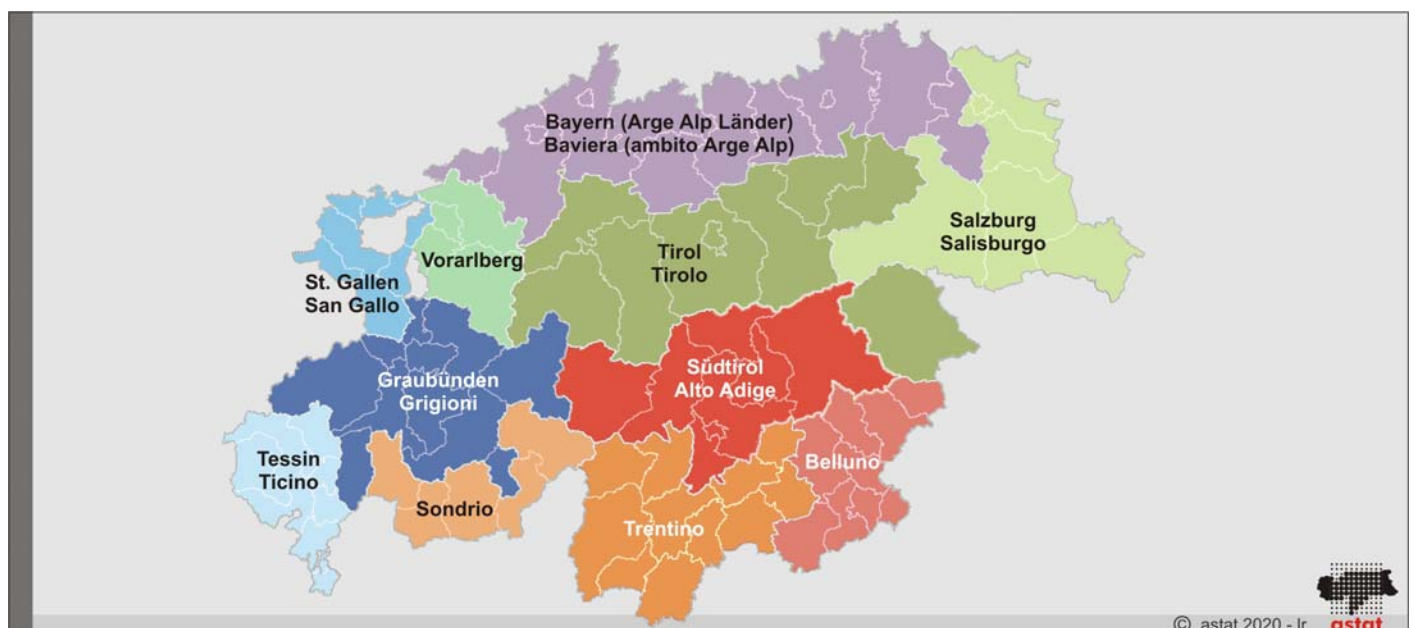 Bayern (Arge Alp Länder)
Baviera (ambito Arge Alp)
Salzburg
Salisburgo
Tirol
Tirolo
Vorarlberg
St. Gallen
San Gallo
Südtirol
Alto Adige
Graubünden
Grigioni
Belluno
Tessin
Ticino
Sondrio
Trentino
© astat 2020 - lr
astat